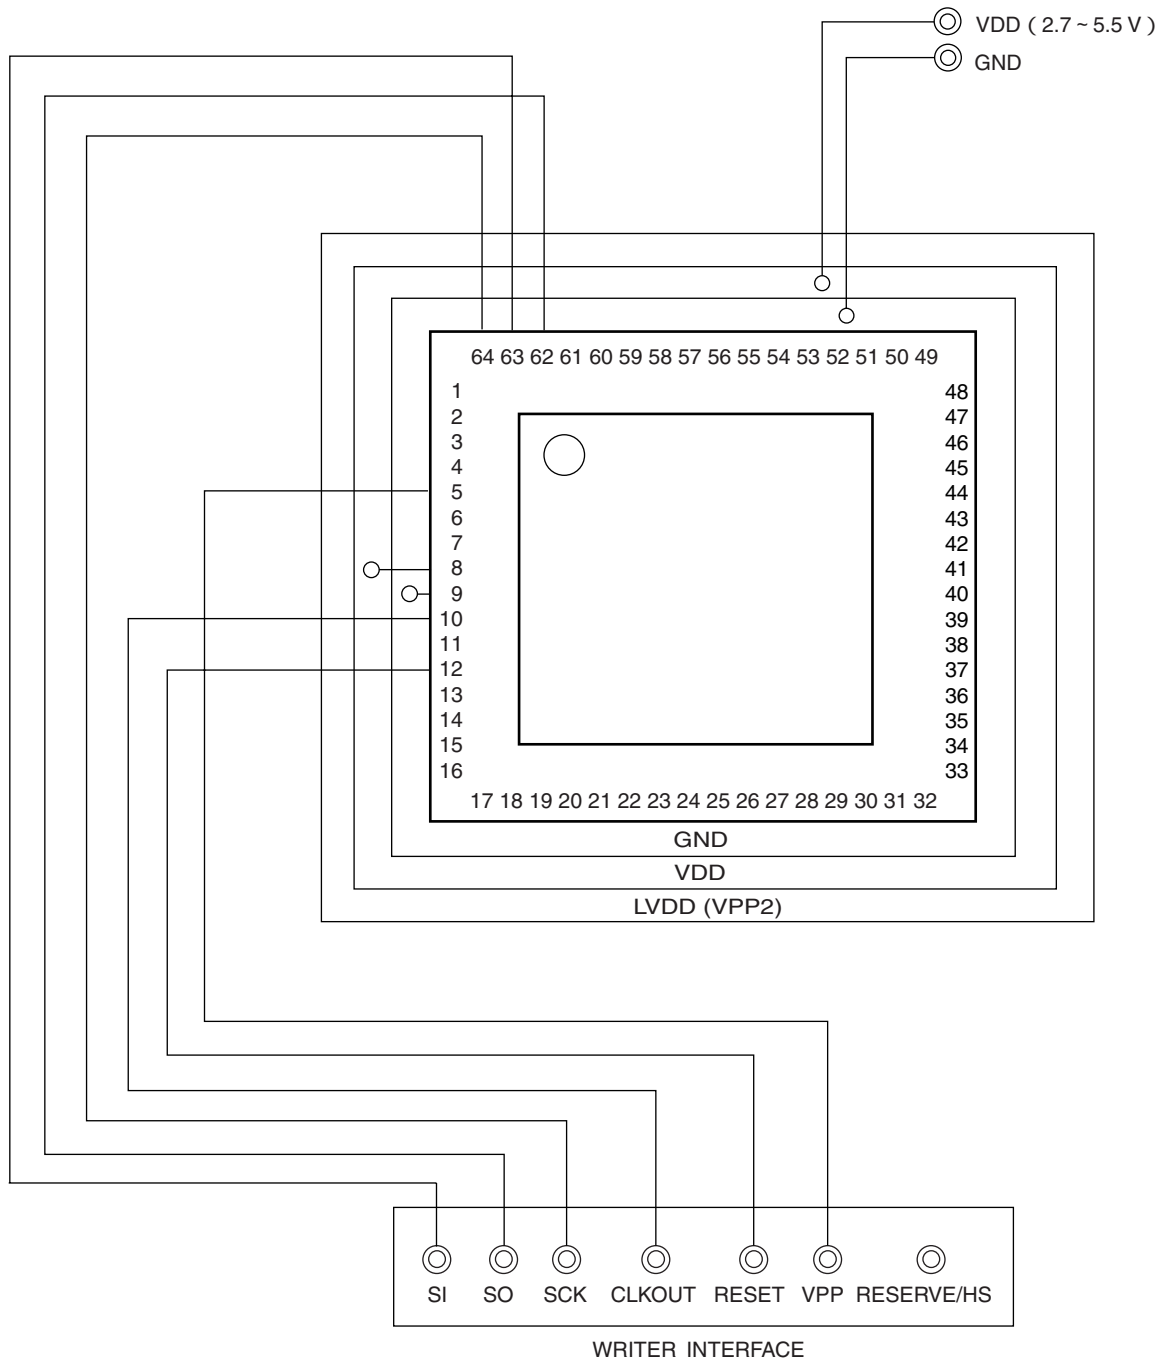 VDD ( 2.7 ~ 5.5 V )
GND
64 63 62 61 60 59 58 57 56 55 54 53 52 51 50 49
1 48
2 47
3 46
4 45
5 44
6 43
7 42
8 41
9 40
10 39
11 38
12 37
13 36
14 35
15 34
16 33
17 18 19 20 21 22 23 24 25 26 27 28 29 30 31 32
GND
VDD
LVDD (VPP2)
SI SO SCK CLKOUT RESET VPP RESERVE/HS
WRITER INTERFACE